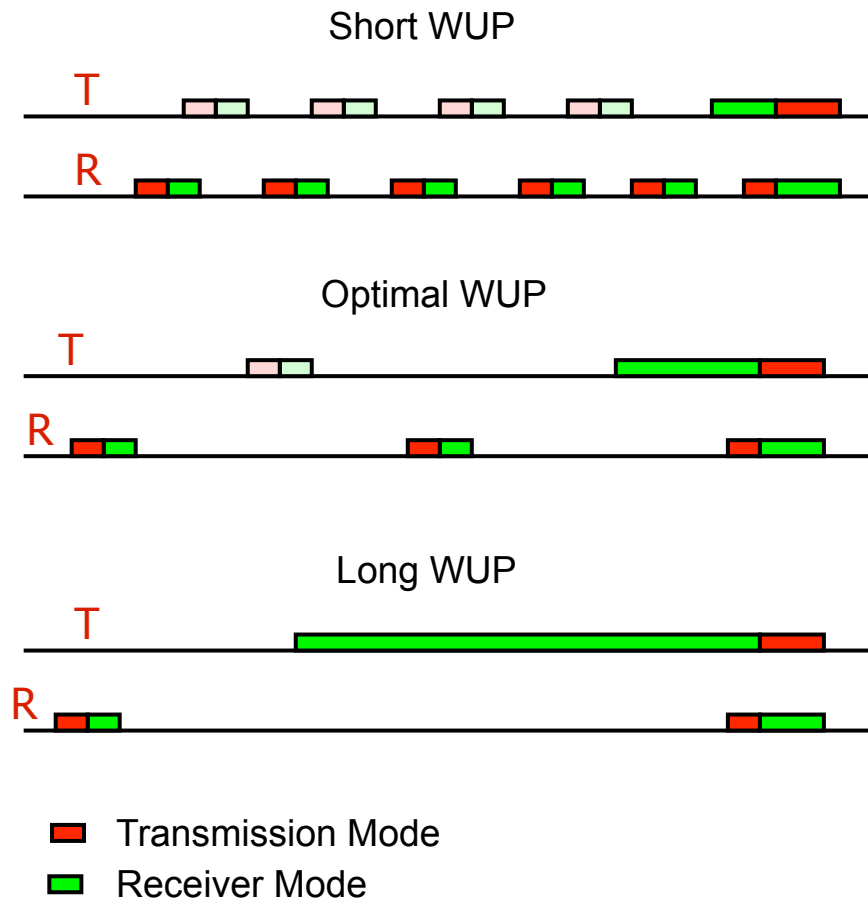 Short WUP
T
R
Optimal WUP
T
R
Long WUP
T
R
Transmission Mode
Receiver Mode